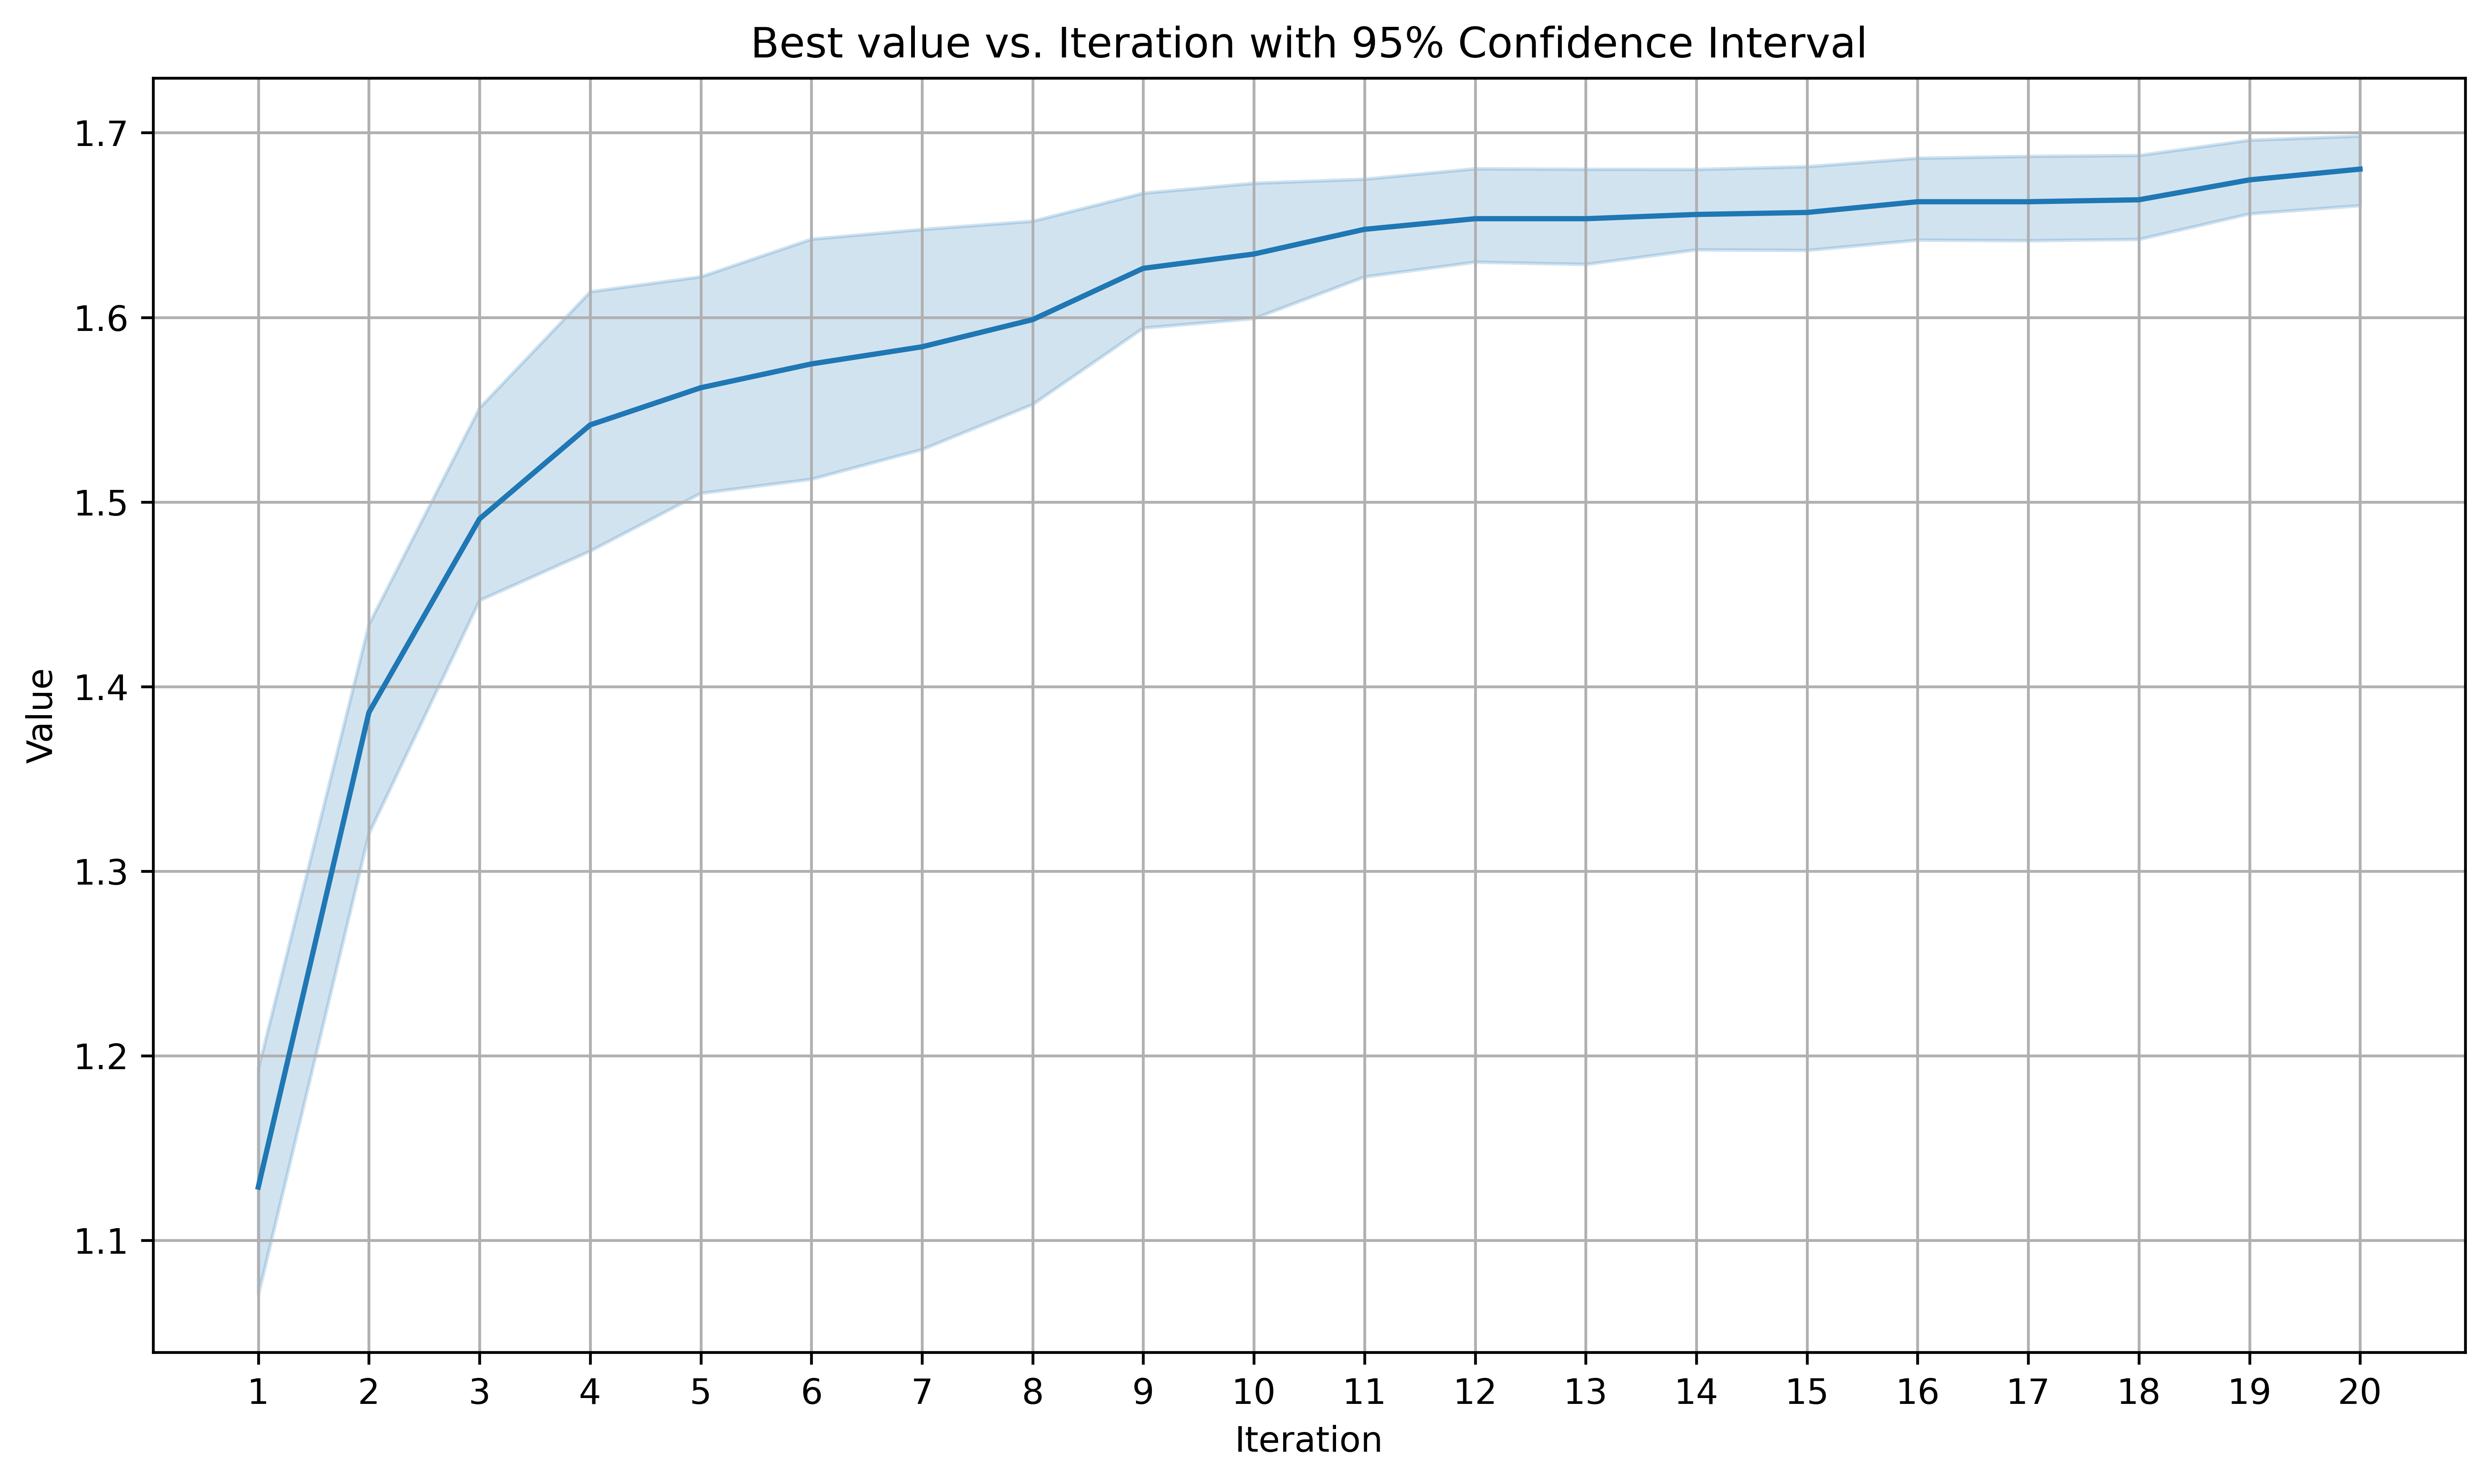 Best value vs. Iteration with 95% Confidence Interval
1.7
1.6
1.5
1.4
1.3
1.2
1.1
Value
1 2 3 4 5 6 7 8 9 10 11 12 13 14 15 16 17 18 19 20
Iteration